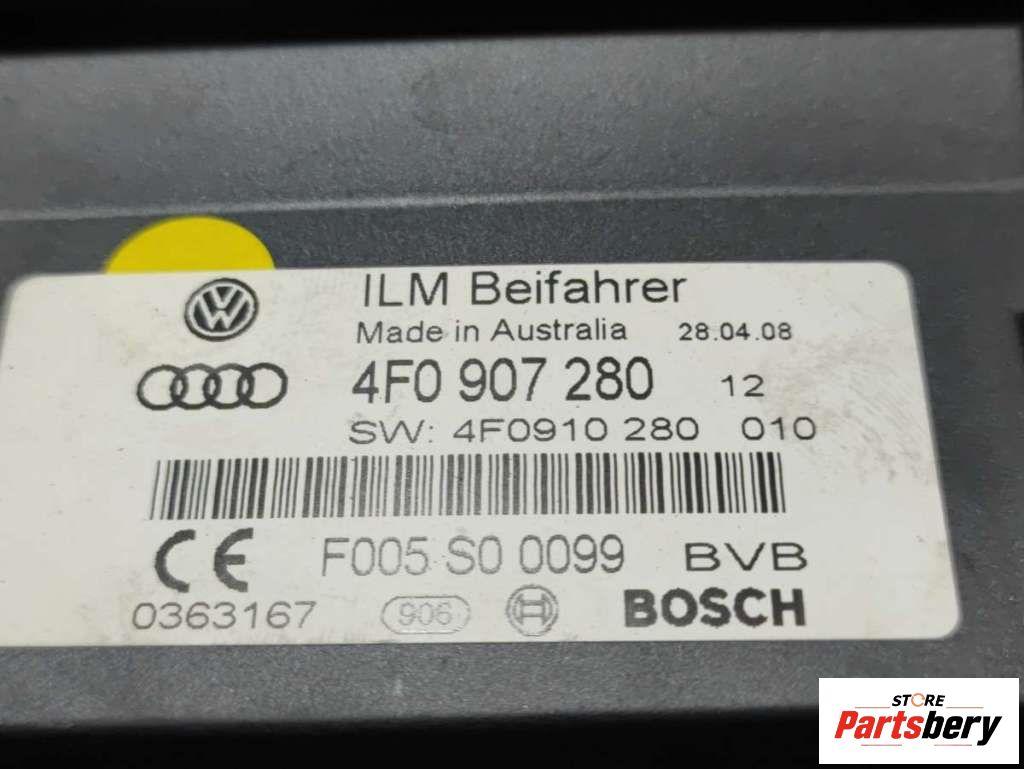 ILM Beifahrer
Made in Australia 28.04.08
4F0 907 280 12
SW: 4F0910 280 010
CE F005 S0 0099 BVB
0363167 906 BOSCH
STORE
Partsbery